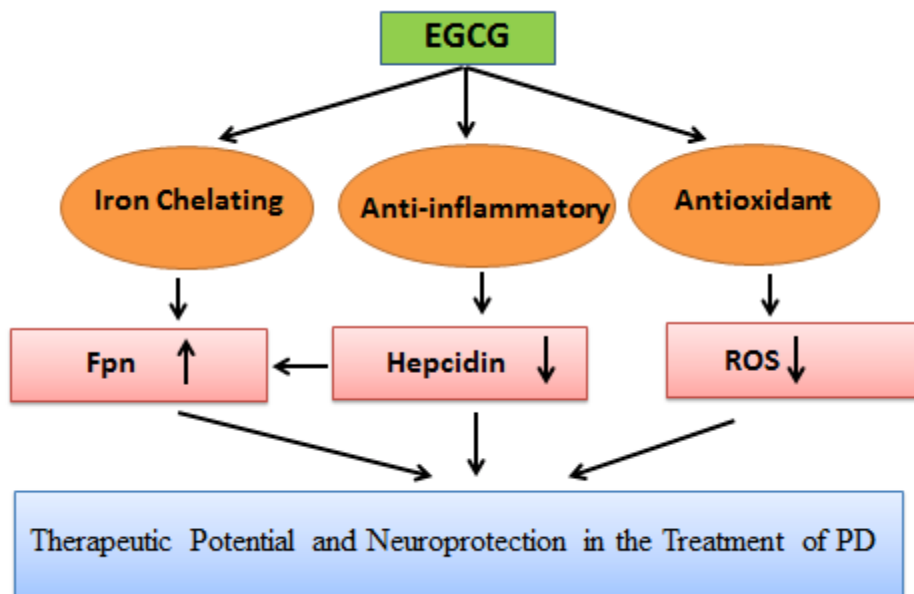 EGCG
Iron Chelating
Anti-inflammatory
Antioxidant
Fpn
Hepcidin
ROS
Therapeutic Potential and Neuroprotection in the Treatment of PD